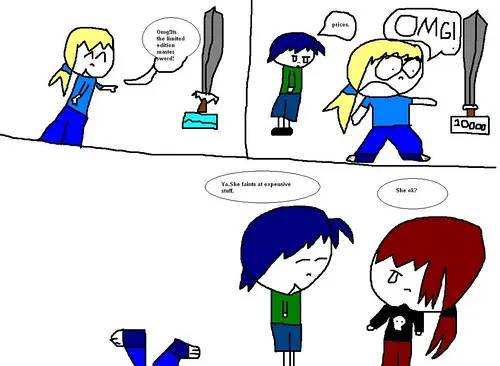 Omg!Its
the limited
edition
master
sword!
prices.
OMG!
10000
Ya.She faints at expensive
stuff.
She ok?